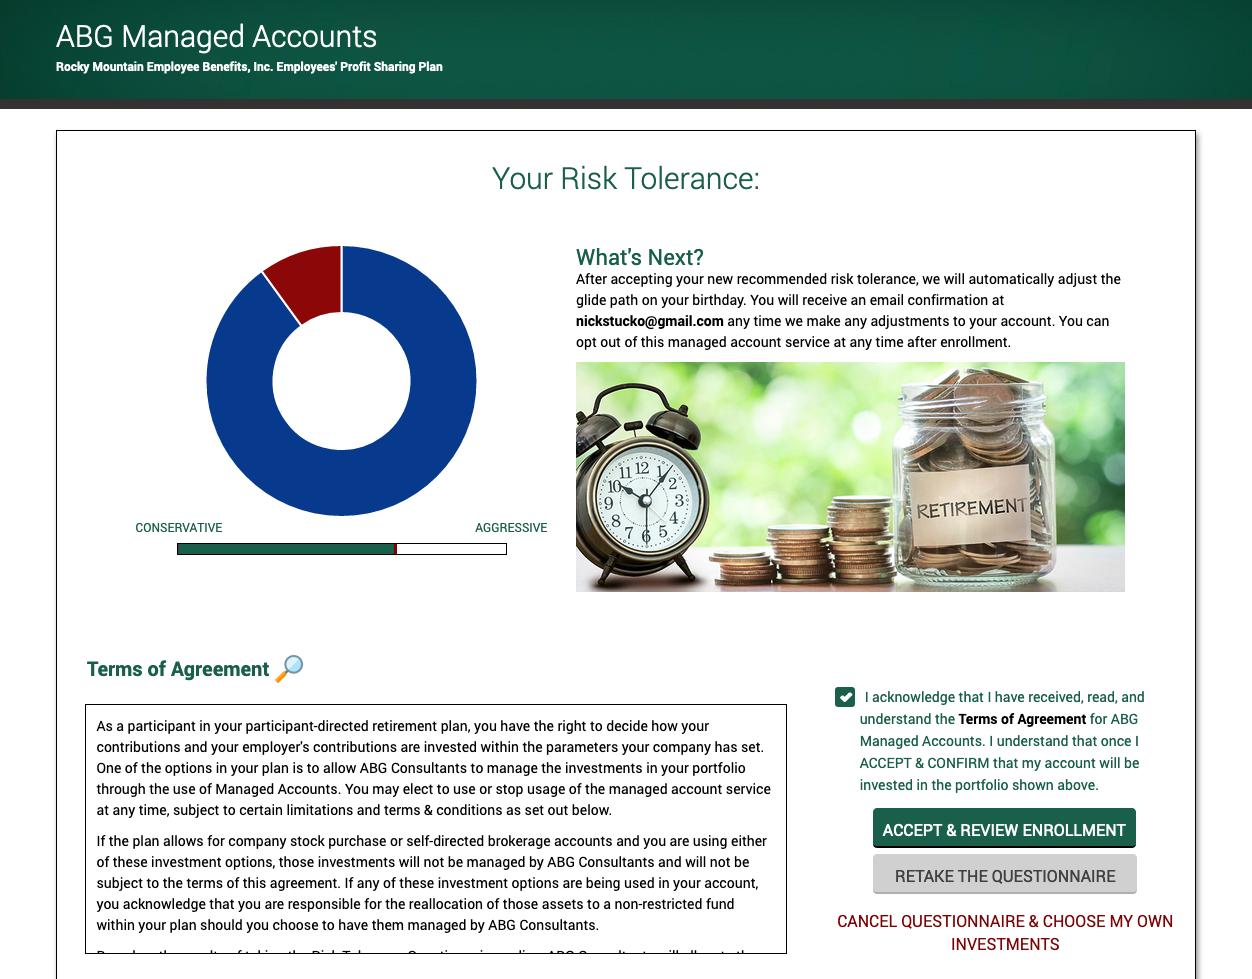 ABG Managed Accounts
Rocky Mountain Employee Benefits, Inc. Employees' Profit Sharing Plan
Your Risk Tolerance:
What's Next?
After accepting your new recommended risk tolerance, we will automatically adjust the
glide path on your birthday. You will receive an email confirmation at
nickstucko@gmail.com any time we make any adjustments to your account. You can
opt out of this managed account service at any time after enrollment.
11 12 1
10 2
9 3
8 4
7 6 5
RETIREMENT
CONSERVATIVE
AGGRESSIVE
Terms of Agreement
As a participant in your participant-directed retirement plan, you have the right to decide how your
contributions and your employer's contributions are invested within the parameters your company has set.
One of the options in your plan is to allow ABG Consultants to manage the investments in your portfolio
through the use of Managed Accounts. You may elect to use or stop usage of the managed account service
at any time, subject to certain limitations and terms & conditions as set out below.
If the plan allows for company stock purchase or self-directed brokerage accounts and you are using either
of these investment options, those investments will not be managed by ABG Consultants and will not be
subject to the terms of this agreement. If any of these investment options are being used in your account,
you acknowledge that you are responsible for the reallocation of those assets to a non-restricted fund
within your plan should you choose to have them managed by ABG Consultants.
I acknowledge that I have received, read, and
understand the Terms of Agreement for ABG
Managed Accounts. I understand that once I
ACCEPT & CONFIRM that my account will be
invested in the portfolio shown above.
ACCEPT & REVIEW ENROLLMENT
RETAKE THE QUESTIONNAIRE
CANCEL QUESTIONNAIRE & CHOOSE MY OWN
INVESTMENTS